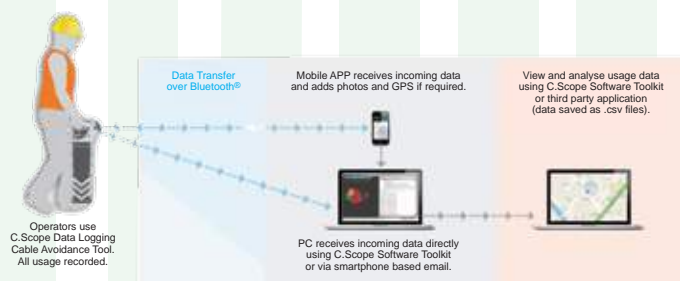 Data Transfer
over Bluetooth®
Mobile APP receives incoming data
and adds photos and GPS if required.
View and analyse usage data
using C.Scope Software Toolkit
or third party application
(data saved as .csv files).
Operators use
C.Scope Data Logging
Cable Avoidance Tool.
All usage recorded.
PC receives incoming data directly
using C.Scope Software Toolkit
or via smartphone based email.